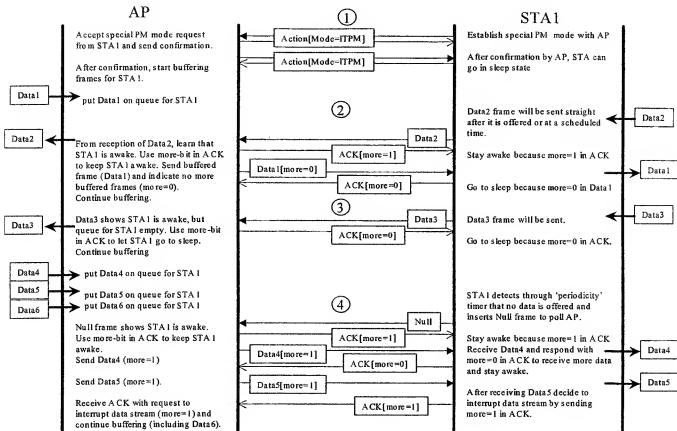 AP
STA1
1
Accept special PM mode request
from STA1 and send confirmation.
Action[Mode=ITPM]
Establish special PM mode with AP
After confirmation, start buffering
frames for STA1.
Action[Mode=ITPM]
After confirmation by AP, STA can
go in sleep state
Data1
put Data1 on queue for STA1
2
Data2 frame will be sent straight
after it is offered or at a scheduled
time.
Data2
Data2
Data2
From reception of Data2, learn that
STA1 is awake. Use more-bit in ACK
to keep STA1 awake. Send buffered
frame (Data1) and indicate no more
buffered frames (more=0).
Continue buffering.
ACK[more=1]
Stay awake because more=1 in ACK
Data1[more=0]
Data1
ACK[more=0]
Go to sleep because more=0 in Data1
3
Data3
Data3 shows STA1 is awake, but
queue for STA1 empty. Use more-bit
in ACK to let STA1 go to sleep.
Continue buffering
Data3
Data3 frame will be sent.
Data3
ACK[more=0]
Go to sleep because more=0 in ACK.
Data4
put Data4 on queue for STA1
Data5
put Data5 on queue for STA1
Data6
put Data6 on queue for STA1
4
STA1 detects through 'periodicity'
timer that no data is offered and
inserts Null frame to poll AP.
Null
Null frame shows STA1 is awake.
Use more-bit in ACK to keep STA1
awake.
ACK[more=1]
Stay awake because more=1 in ACK
Send Data4 (more=1)
Data4[more=1]
Receive Data4 and respond with
more=0 in ACK to receive more data
and stay awake.
Data4
ACK[more=0]
Send Data5 (more=1).
Data5[more=1]
Data5
After receiving Data5 decide to
interrupt data stream by sending
more=1 in ACK.
Receive ACK with request to
interrupt data stream (more=1) and
continue buffering (including Data6).
ACK[more=1]